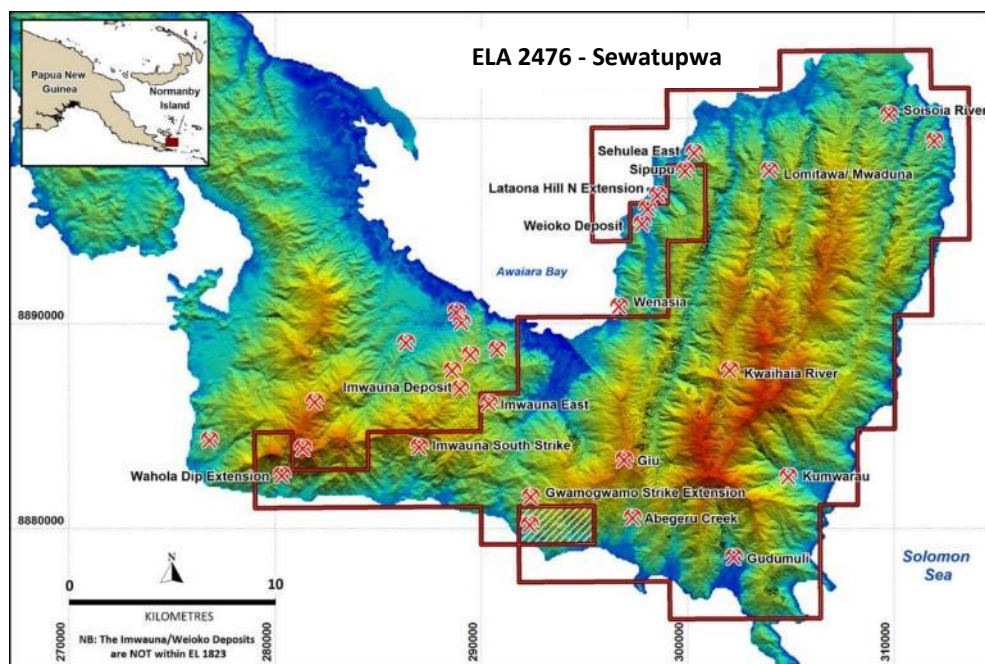 ELA 2476 - Sewatupwa
Papua New
Guinea
Normanby
Island
Soisoia River
Sehulea East
Sipupu
Lomitawa/ Mwaduna
Lataona Hill N Extension
Weioko Deposit
Awaiara Bay
Wenasia
8890000
Kwaihaia River
Imwauna Deposit
Imwauna East
Imwauna South Strike
Giu
Wahola Dip Extension
Kumwarau
Gwamogwamo Strike Extension
8880000
Abegeru Creek
Gudumuli
Solomon
Sea
N
0 10
KILOMETRES
NB: The Imwauna/Weioko Deposits
are NOT within EL 1823
270000
280000
290000
300000
310000